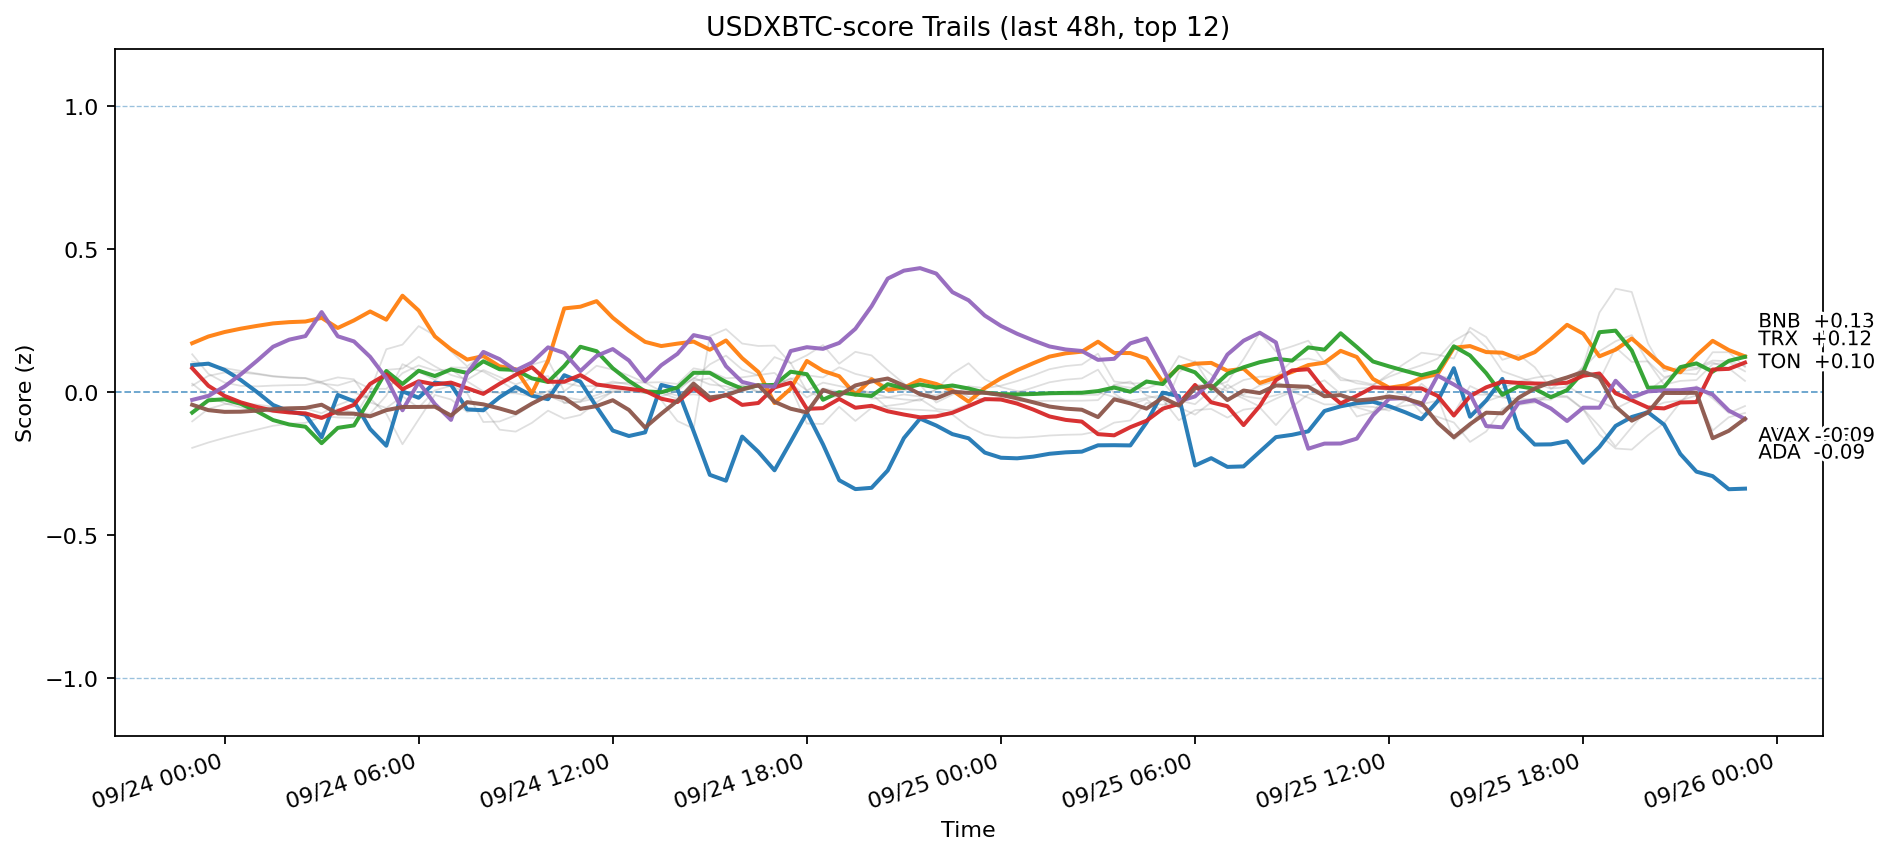 USDXBTC-score Trails (last 48h, top 12)
Score (z)
1.0
0.5
0.0
−0.5
−1.0
BNB +0.13
TRX +0.12
TON +0.10
AVAX -0.09
ADA -0.09
09/24 00:00
09/24 06:00
09/24 12:00
09/24 18:00
09/25 00:00
09/25 06:00
09/25 12:00
09/25 18:00
09/26 00:00
Time